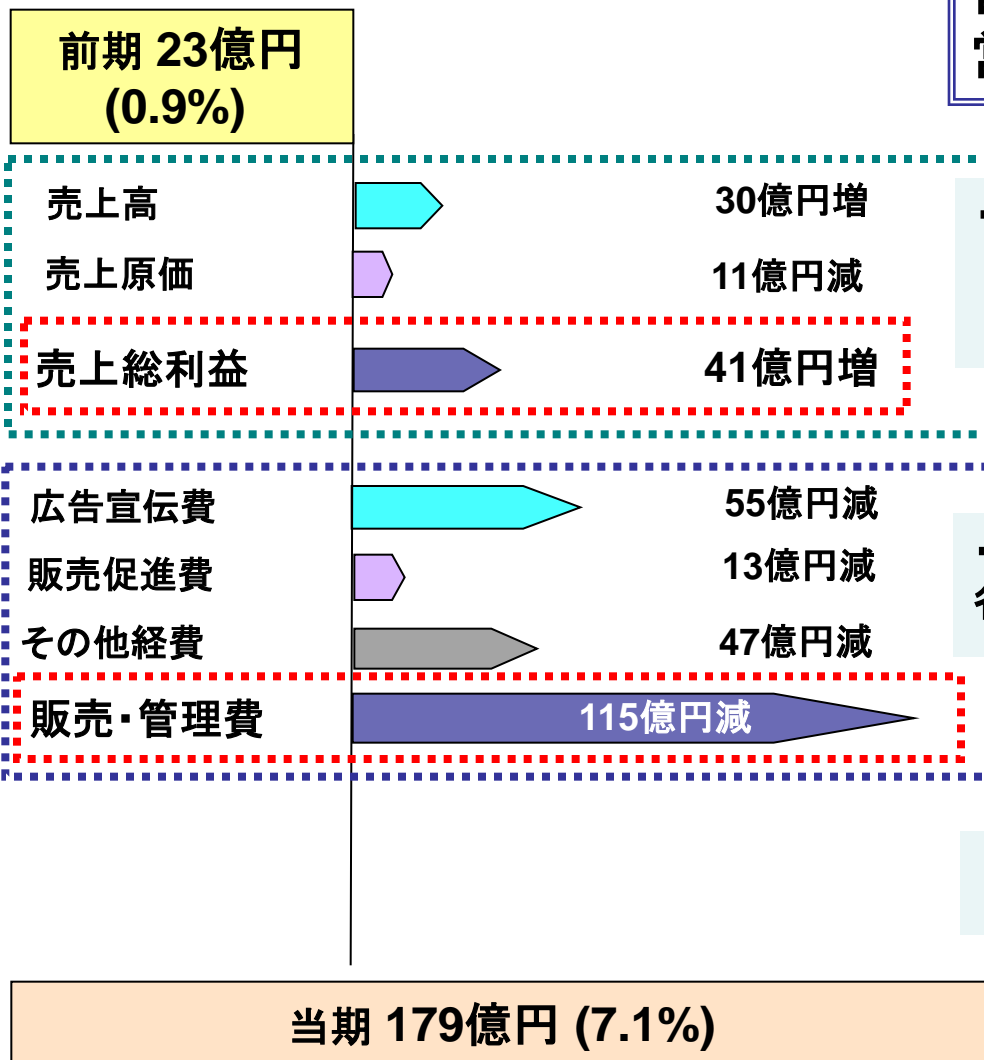 前期 23億円
(0.9%)
売上高 30億円増
売上原価 11億円減
売上総利益 41億円増
広告宣伝費 55億円減
販売促進費 13億円減
その他経費 47億円減
販売・管理費 115億円減
当期 179億円 (7.1%)